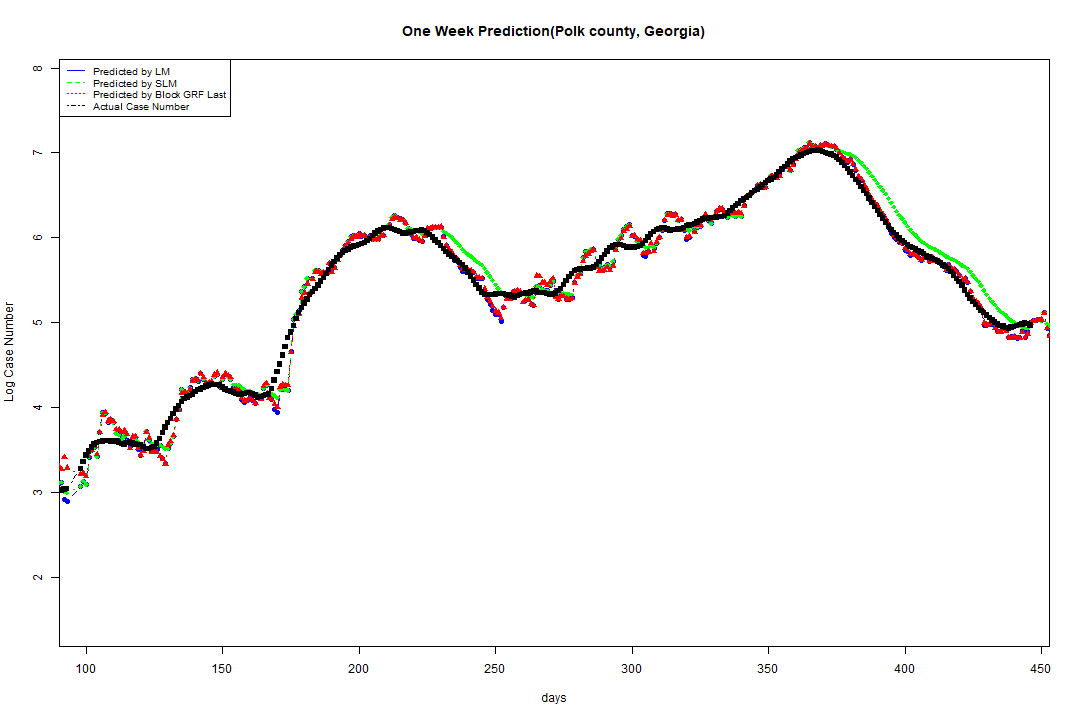 One Week Prediction(Polk county, Georgia)
Predicted by LM
Predicted by SLM
Predicted by Block GRF Last
Actual Case Number
8
7
6
5
4
3
2
Log Case Number
100 150 200 250 300 350 400 450
days